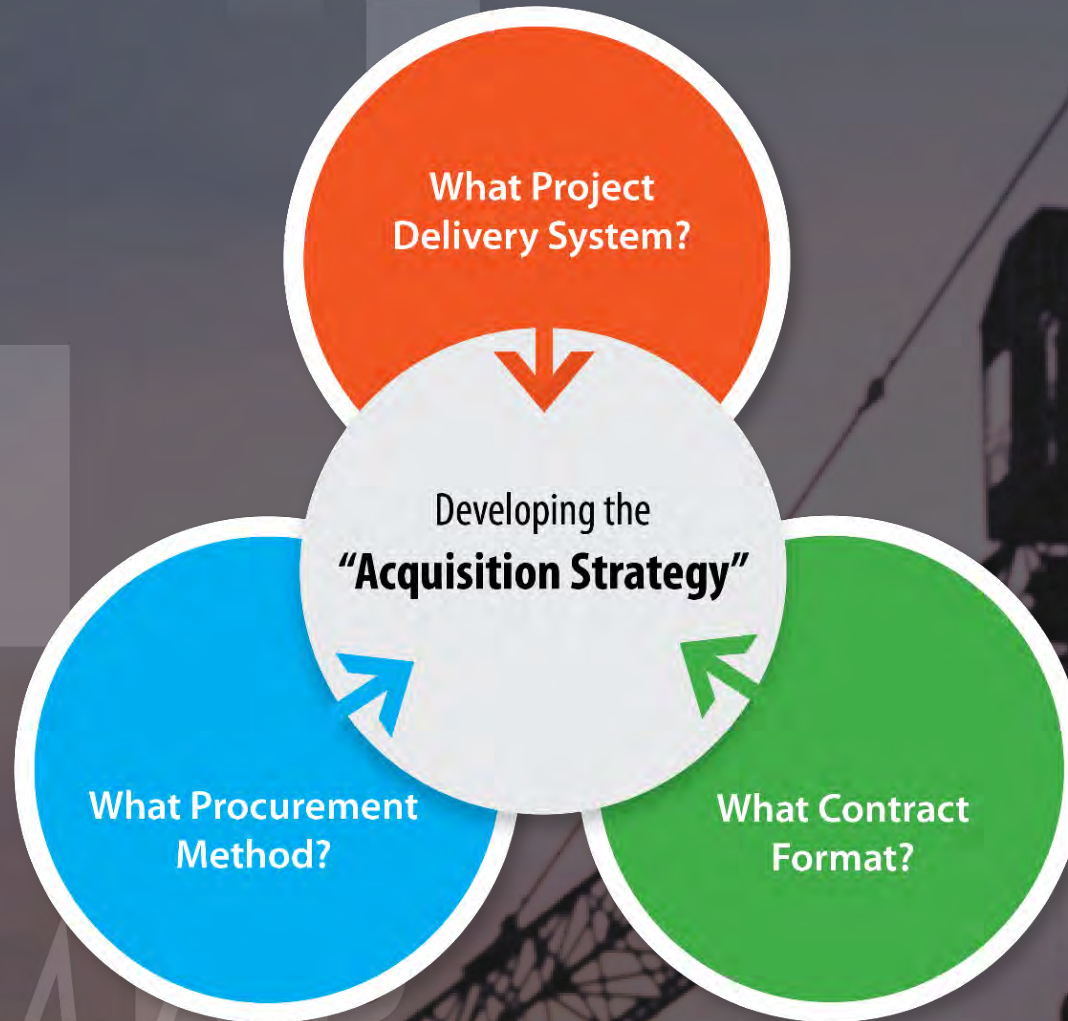 What Project
Delivery System?
Developing the
“Acquisition Strategy”
What Procurement
Method?
What Contract
Format?